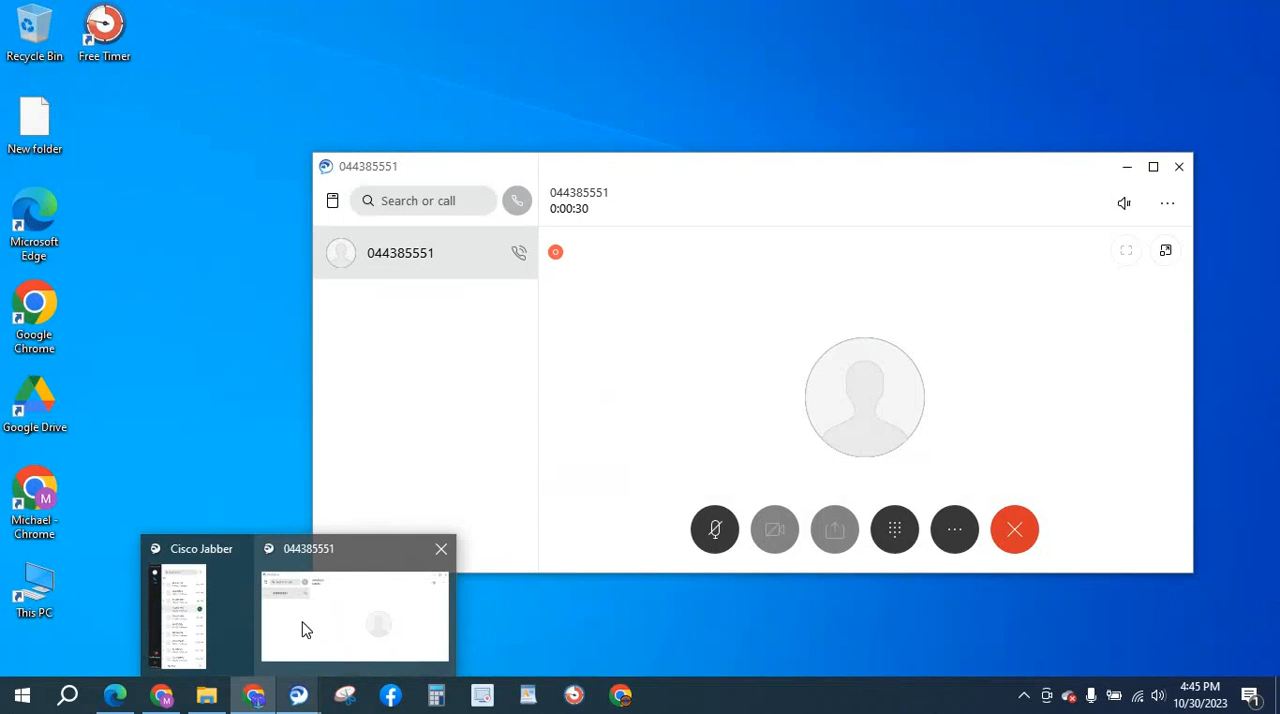 Recycle Bin
Free Timer
New folder
Microsoft
Edge
Google
Chrome
Google Drive
Michael -
Chrome
M
This PC
044385551
Search or call
044385551
044385551
0:00:30
Cisco Jabber
044385551
M
4:45 PM
10/30/2023
1